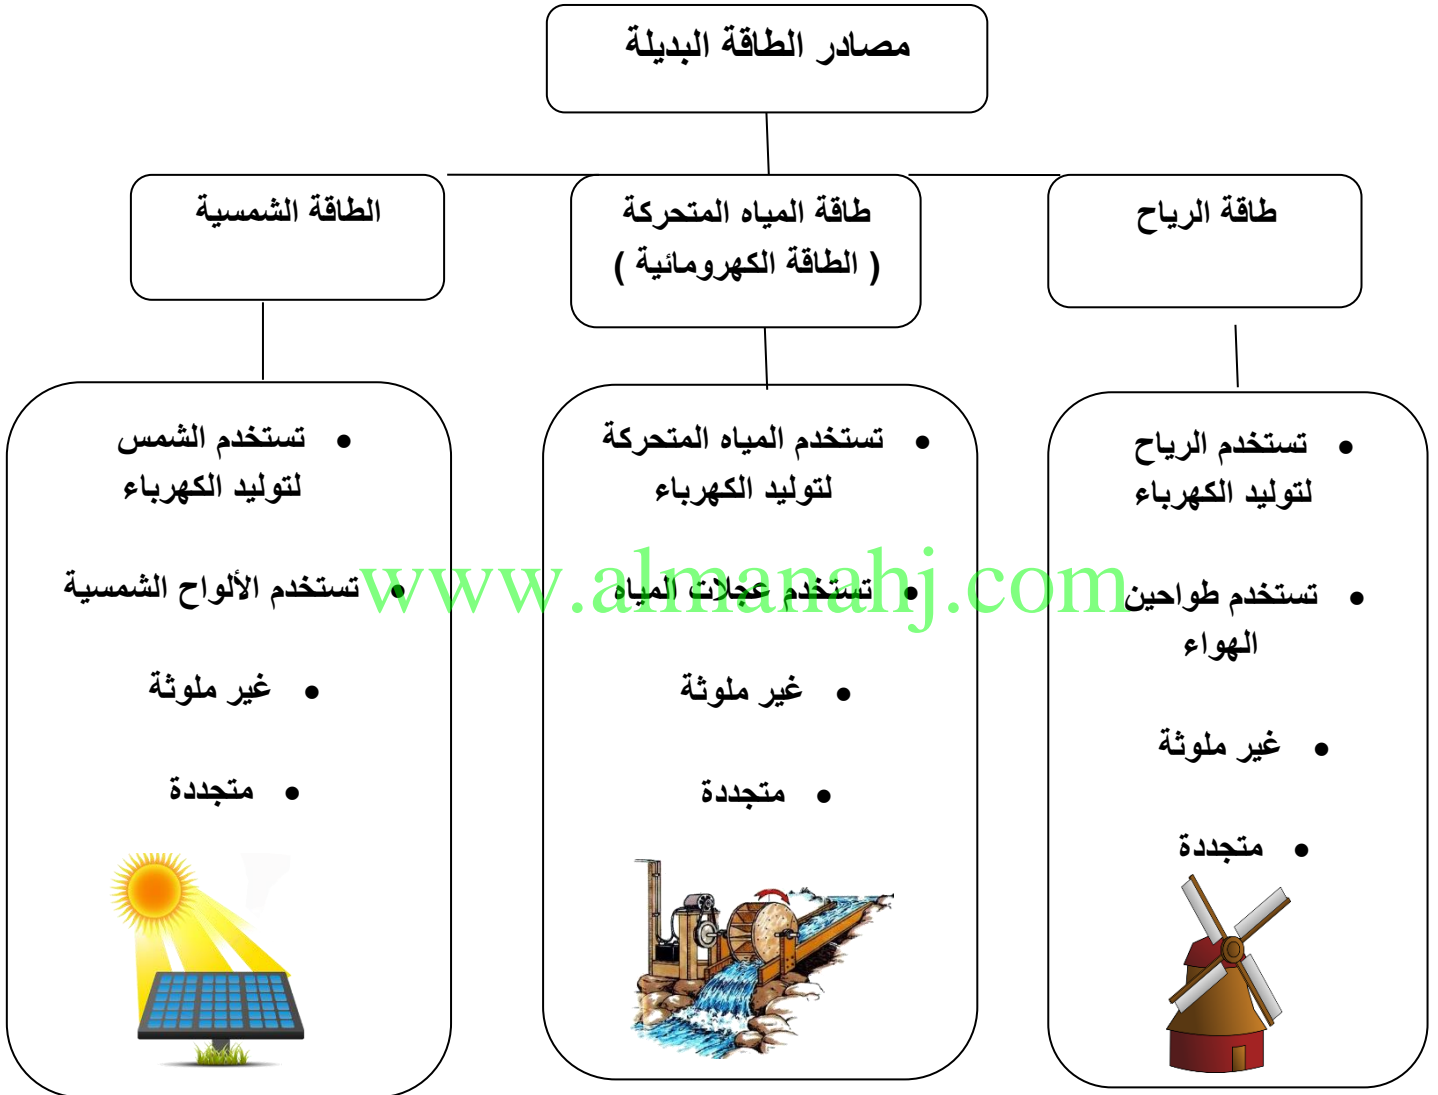 مصادر الطاقة البديلة
طاقة الرياح
طاقة المياه المتحركة
( الطاقة الكهرومائية )
الطاقة الشمسية
• تستخدم الرياح
لتوليد الكهرباء
• تستخدم طواحين
الهواء
• غير ملوثة
• متجددة
• تستخدم المياه المتحركة
لتوليد الكهرباء
• تستخدم عجلات المياه
• غير ملوثة
• متجددة
• تستخدم الشمس
لتوليد الكهرباء
• تستخدم الألواح الشمسية
• غير ملوثة
• متجددة
www.almanahj.com